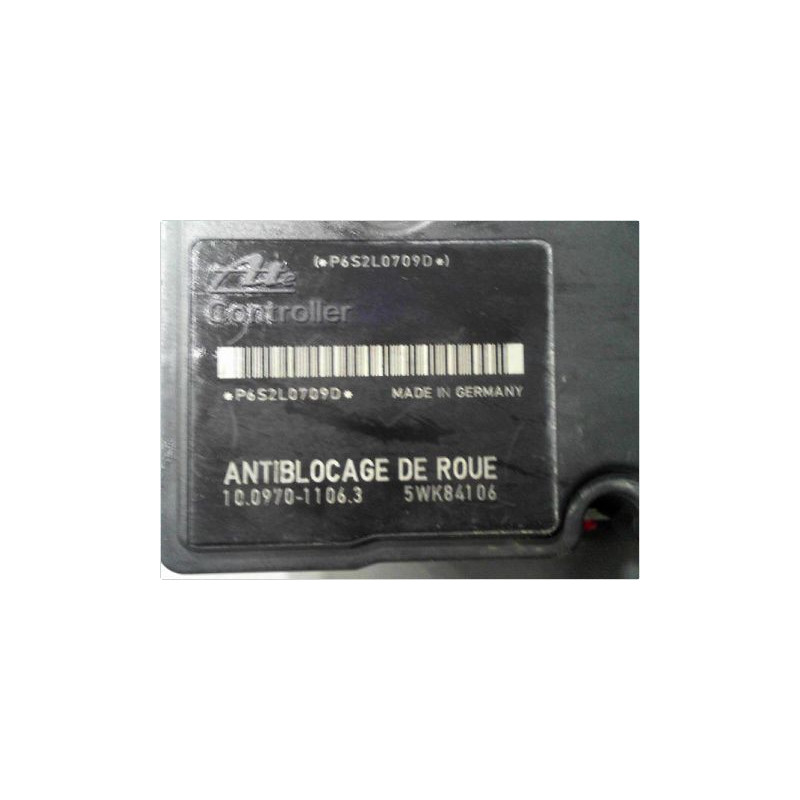 (*P6S2L0709D*)
Ate
Controller
*P6S2L0709D* MADE IN GERMANY
ANTIBLOCAGE DE ROUE
10.0970-1106.3 5WK84106